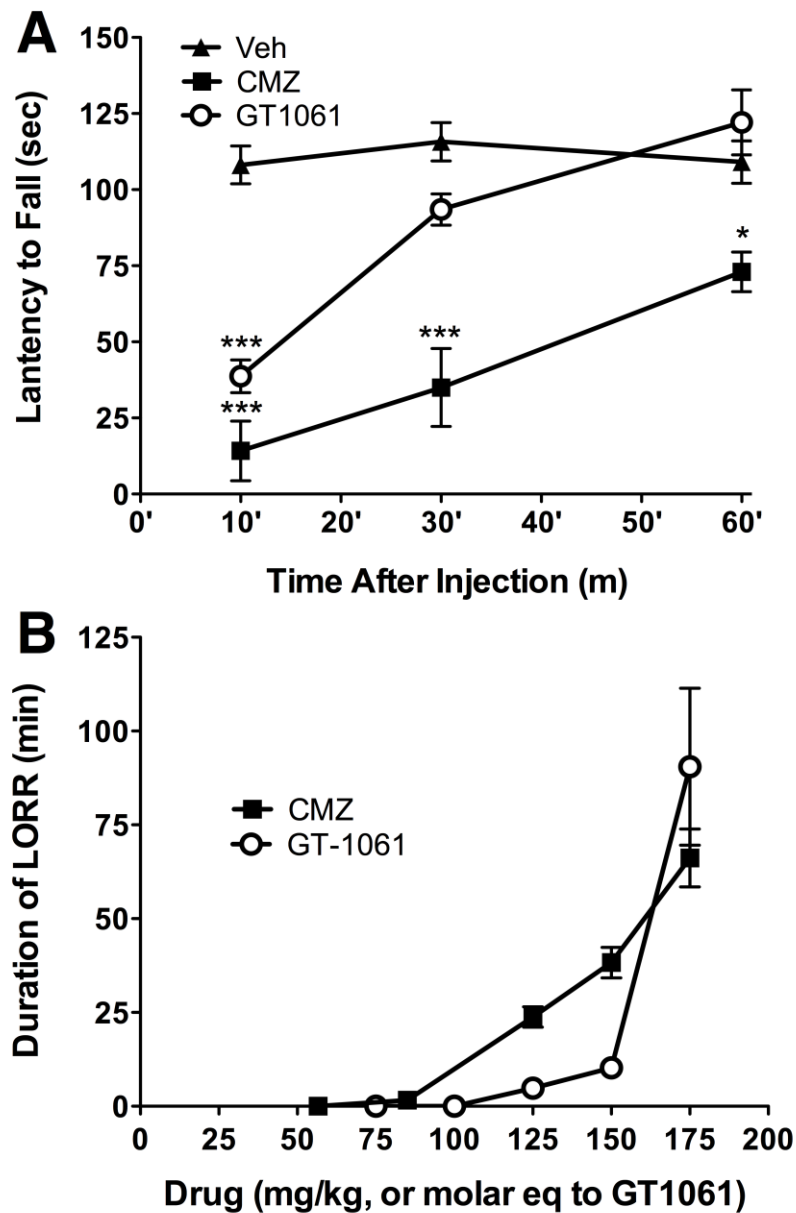 A
150
125
100
75
50
25
0
Lantency to Fall (sec)
Veh
CMZ
GT1061
***
***
***
*
0' 10' 20' 30' 40' 50' 60'
Time After Injection (m)
B
125
100
75
50
25
0
Duration of LORR (min)
CMZ
GT-1061
0 25 50 75 100 125 150 175 200
Drug (mg/kg, or molar eq to GT1061)